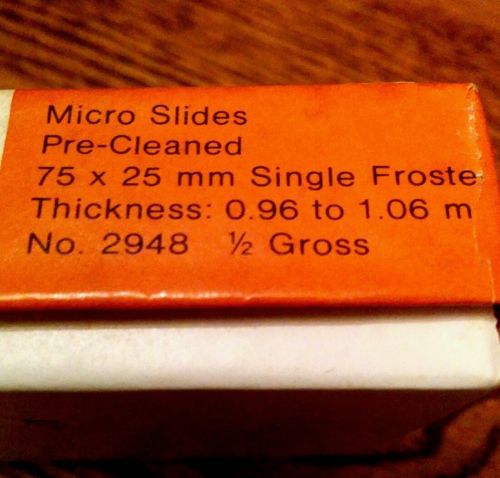 Micro Slides
Pre-Cleaned
75 x 25 mm Single Froste
Thickness: 0.96 to 1.06 m
No. 2948 ½ Gross